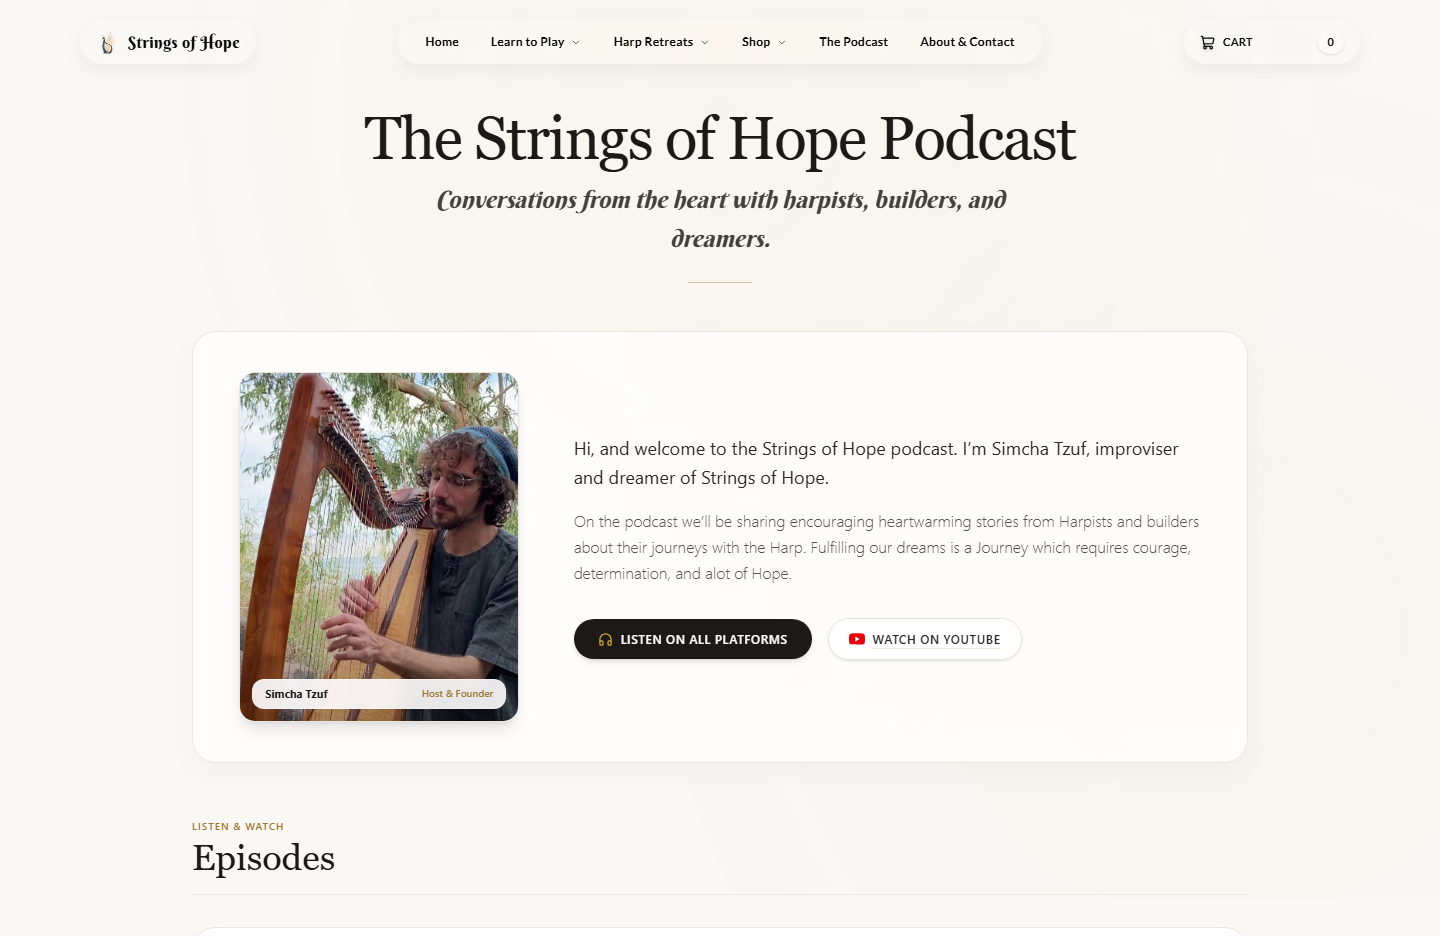 Strings of Hope
Home
Learn to Play
Harp Retreats
Shop
The Podcast
About & Contact
CART
0
The Strings of Hope Podcast
Conversations from the heart with harpists, builders, and
dreamers.
Hi, and welcome to the Strings of Hope podcast. I’m Simcha Tzuf, improviser
and dreamer of Strings of Hope.
On the podcast we’ll be sharing encouraging heartwarming stories from Harpists and builders
about their journeys with the Harp. Fulfilling our dreams is a Journey which requires courage,
determination, and alot of Hope.
LISTEN ON ALL PLATFORMS
WATCH ON YOUTUBE
Simcha Tzuf
Host & Founder
LISTEN & WATCH
Episodes